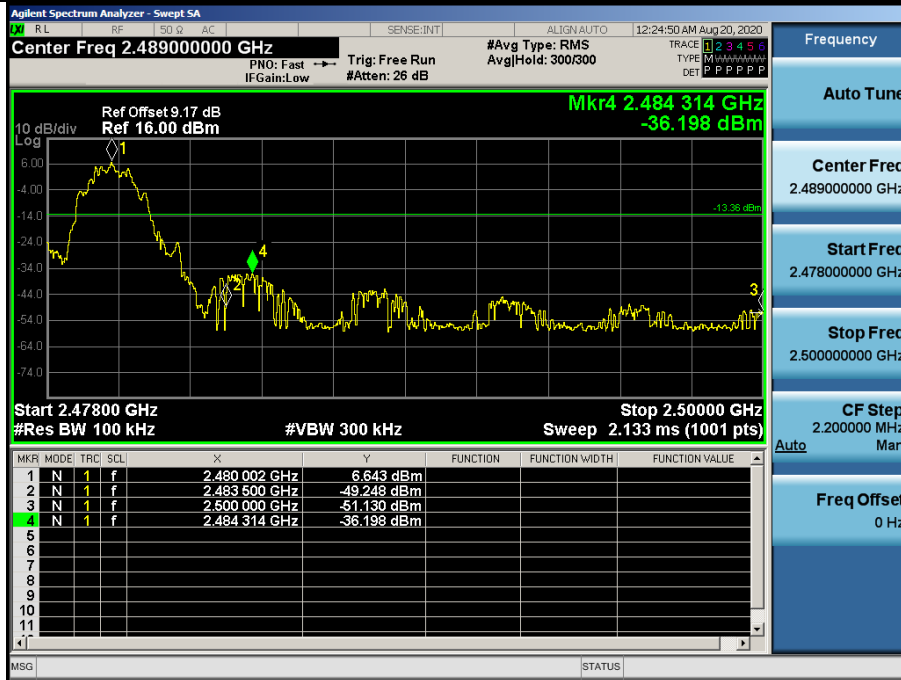 Agilent Spectrum Analyzer - Swept SA
LXI RL RF 50 Ω AC SENSE:INT ALIGN AUTO 12:24:50 AM Aug 20, 2020
Center Freq 2.489000000 GHz
PNO: Fast
IFGain:Low
Trig: Free Run
#Atten: 26 dB
#Avg Type: RMS
Avg|Hold: 300/300
TRACE 1 2 3 4 5 6
TYPE M
DET P P P P P P
Mkr4 2.484 314 GHz
-36.198 dBm
Ref Offset 9.17 dB
10 dB/div Ref 16.00 dBm
Log
6.00
-4.00
-14.0
-24.0
-34.0
-44.0
-54.0
-64.0
-74.0
1
2
3
4
-13.36 dBm
Start 2.47800 GHz Stop 2.50000 GHz
#Res BW 100 kHz #VBW 300 kHz Sweep 2.133 ms (1001 pts)
MKR MODE TRC SCL X Y FUNCTION FUNCTION WIDTH FUNCTION VALUE
1 N 1 f 2.480 002 GHz 6.643 dBm
2 N 1 f 2.483 500 GHz -49.248 dBm
3 N 1 f 2.500 000 GHz -51.130 dBm
4 N 1 f 2.484 314 GHz -36.198 dBm
5
6
7
8
9
10
11
MSG STATUS
Frequency
Auto Tune
Center Freq
2.489000000 GHz
Start Freq
2.478000000 GHz
Stop Freq
2.500000000 GHz
CF Step
2.200000 MHz
Auto Man
Freq Offset
0 Hz